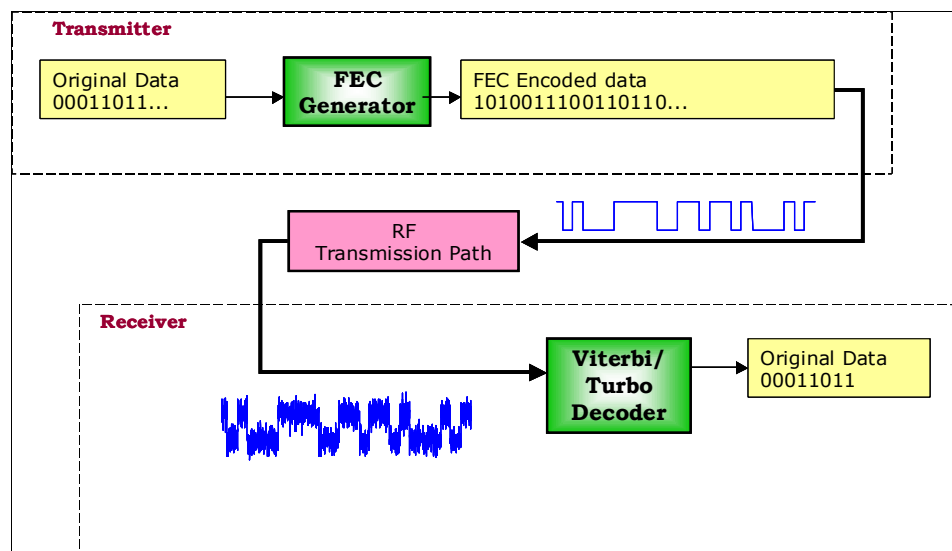 Transmitter
Original Data
00011011...
FEC
Generator
FEC Encoded data
1010011100110110...
RF
Transmission Path
Receiver
Viterbi/
Turbo
Decoder
Original Data
00011011